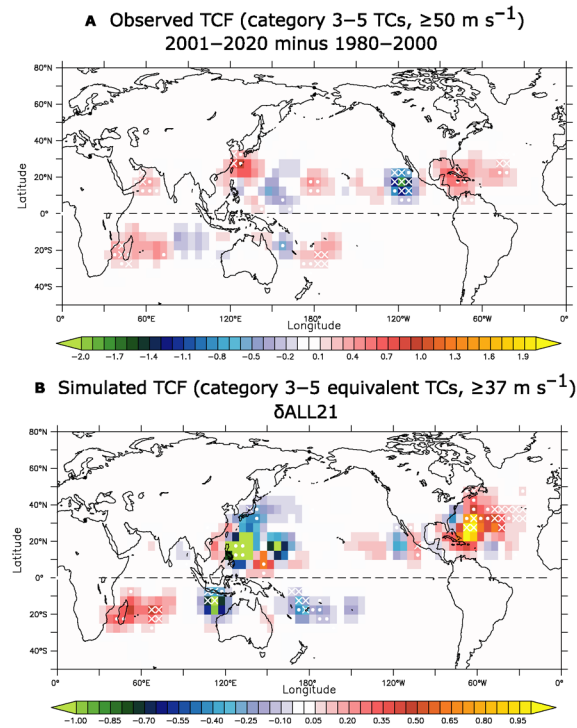 A Observed TCF (category 3−5 TCs, ≥50 m s−1)
2001−2020 minus 1980−2000
80°N
60°N
40°N
20°N
0°
20°S
40°S
Latitude
0° 60°E 120°E 180° 120°W 60°W 0°
Longitude
−2.0 −1.7 −1.4 −1.1 −0.8 −0.5 −0.2 0.1 0.4 0.7 1.0 1.3 1.6 1.9
B Simulated TCF (category 3−5 equivalent TCs, ≥37 m s−1)
δALL21
80°N
60°N
40°N
20°N
0°
20°S
40°S
Latitude
0° 60°E 120°E 180° 120°W 60°W 0°
Longitude
−1.00 −0.85 −0.70 −0.55 −0.40 −0.25 −0.10 0.05 0.20 0.35 0.50 0.65 0.80 0.95